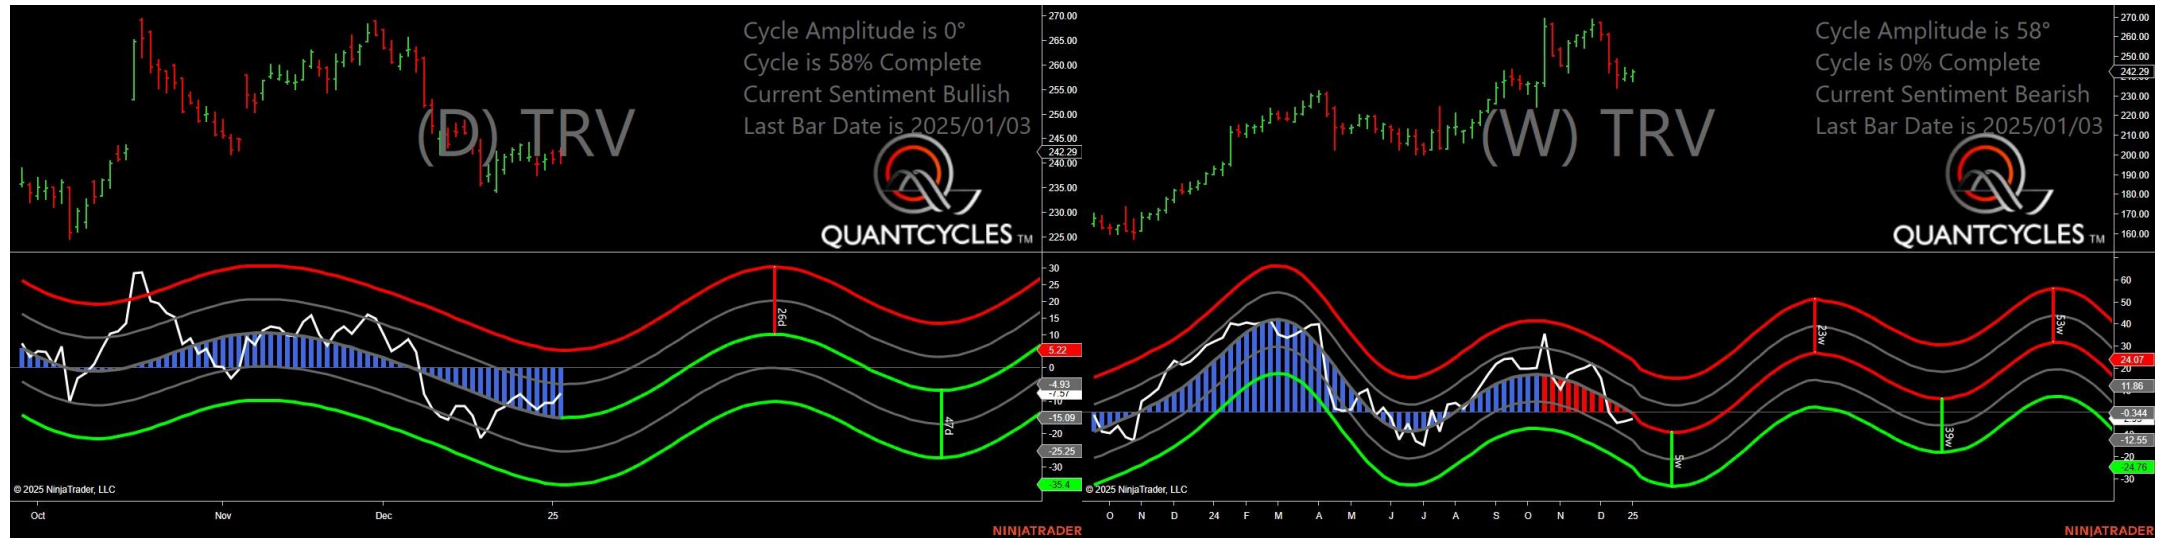 Cycle Amplitude is 0°
Cycle is 58% Complete
Current Sentiment Bullish
Last Bar Date is 2025/01/03
(D) TRV
QUANTCYCLES TM
270.00
265.00
260.00
255.00
250.00
245.00
242.29
240.00
235.00
230.00
225.00
30
25
20
15
10
5.22
0
-4.93
-7.57
-10
-15.09
-20
-25.25
-30
-35.4
26d
47d
© 2025 NinjaTrader, LLC
Oct Nov Dec 25
NINJATRADER
Cycle Amplitude is 58°
Cycle is 0% Complete
Current Sentiment Bearish
Last Bar Date is 2025/01/03
(W) TRV
QUANTCYCLES TM
270.00
260.00
250.00
242.29
230.00
220.00
210.00
200.00
190.00
180.00
170.00
160.00
60
50
40
30
24.07
20
11.86
-0.344
-12.55
-20
-24.76
-30
9w
23w
39w
53w
© 2025 NinjaTrader, LLC
O N D 24 F M A M J J A S O N D 25
NINJATRADER